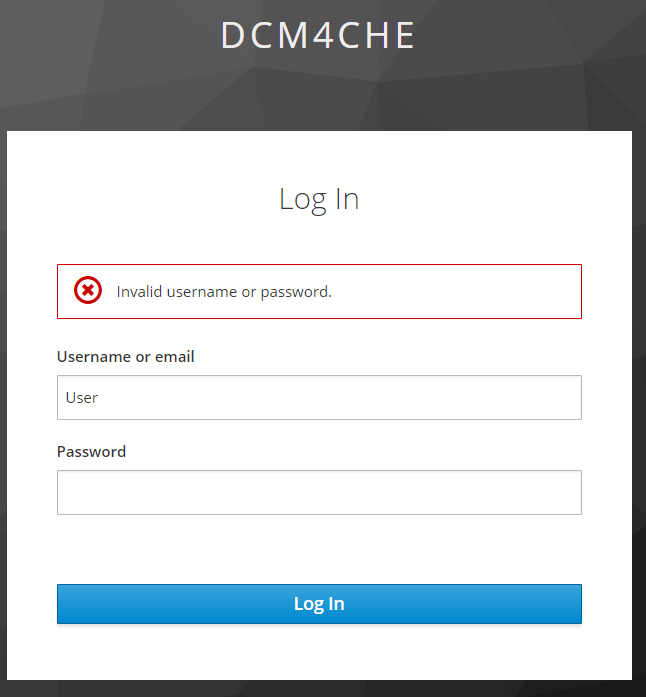 DCM4CHE
Log In
Invalid username or password.
Username or email
User
Password
Log In